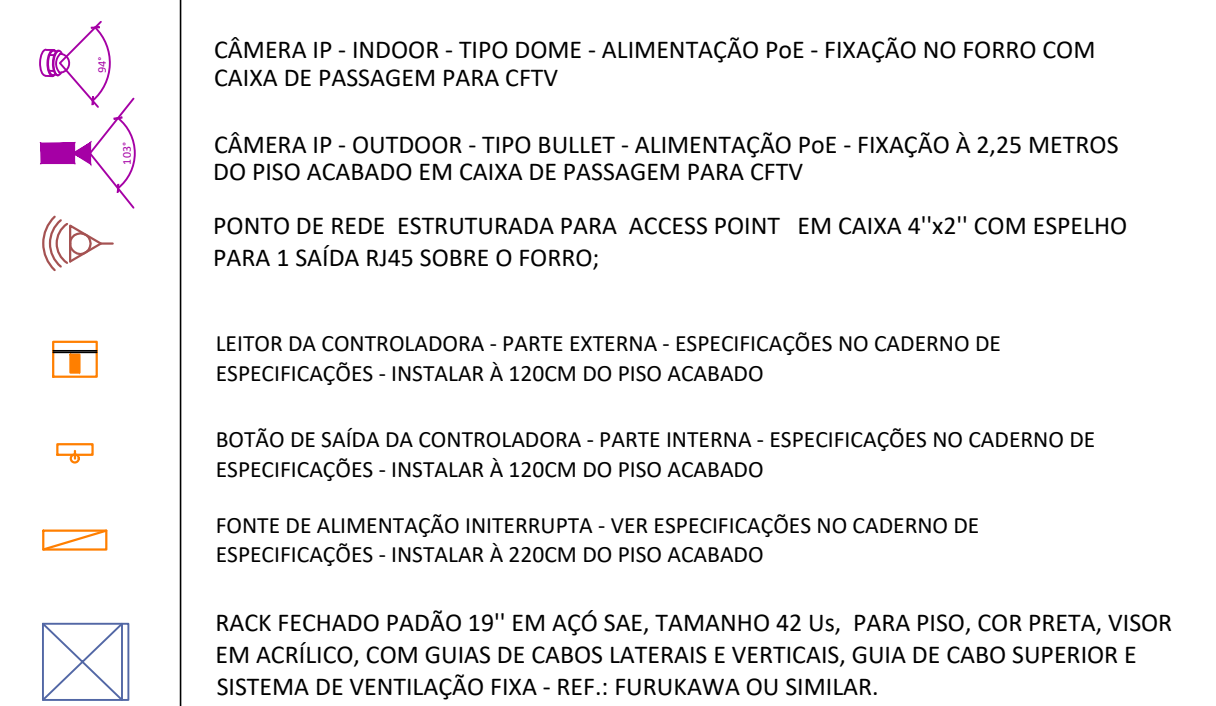 94°
CÂMERA IP - INDOOR - TIPO DOME - ALIMENTAÇÃO PoE - FIXAÇÃO NO FORRO COM
CAIXA DE PASSAGEM PARA CFTV
103°
CÂMERA IP - OUTDOOR - TIPO BULLET - ALIMENTAÇÃO PoE - FIXAÇÃO À 2,25 METROS
DO PISO ACABADO EM CAIXA DE PASSAGEM PARA CFTV
PONTO DE REDE ESTRUTURADA PARA ACCESS POINT EM CAIXA 4''x2'' COM ESPELHO
PARA 1 SAÍDA RJ45 SOBRE O FORRO;
LEITOR DA CONTROLADORA - PARTE EXTERNA - ESPECIFICAÇÕES NO CADERNO DE
ESPECIFICAÇÕES - INSTALAR À 120CM DO PISO ACABADO
BOTÃO DE SAÍDA DA CONTROLADORA - PARTE INTERNA - ESPECIFICAÇÕES NO CADERNO DE
ESPECIFICAÇÕES - INSTALAR À 120CM DO PISO ACABADO
FONTE DE ALIMENTAÇÃO INITERRUPTA - VER ESPECIFICAÇÕES NO CADERNO DE
ESPECIFICAÇÕES - INSTALAR À 220CM DO PISO ACABADO
RACK FECHADO PADÃO 19'' EM AÇÓ SAE, TAMANHO 42 Us, PARA PISO, COR PRETA, VISOR
EM ACRÍLICO, COM GUIAS DE CABOS LATERAIS E VERTICAIS, GUIA DE CABO SUPERIOR E
SISTEMA DE VENTILAÇÃO FIXA - REF.: FURUKAWA OU SIMILAR.